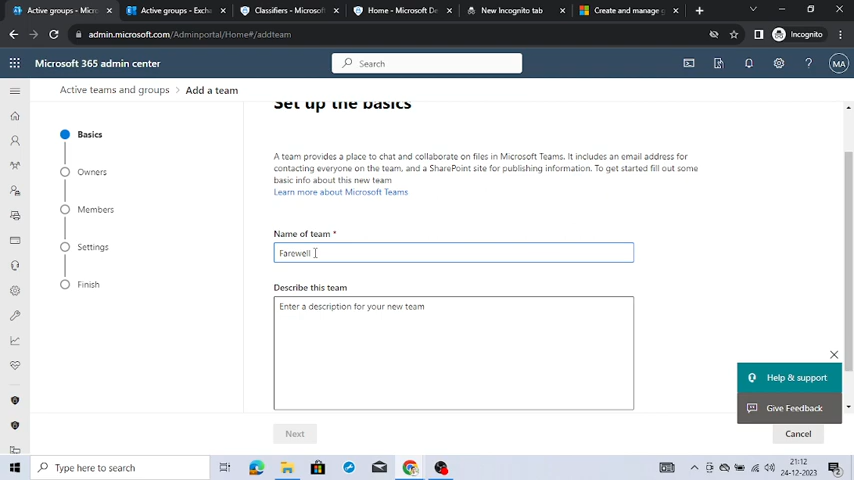 Active groups - Micros
Active groups - Exch
Classifiers - Microsof
Home - Microsoft De
New Incognito tab
Create and manage g
admin.microsoft.com/Adminportal/Home#/addteam
Incognito
Microsoft 365 admin center
Search
MA
Active teams and groups > Add a team
Set up the basics
Basics
Owners
Members
Settings
Finish
A team provides a place to chat and collaborate on files in Microsoft Teams. It includes an email address for
contacting everyone on the team, and a SharePoint site for publishing information. To get started fill out some
basic info about this new team
Learn more about Microsoft Teams
Name of team *
Farewell
Describe this team
Enter a description for your new team
Help & support
Give Feedback
Next
Cancel
Type here to search
21:12
24-12-2023
2